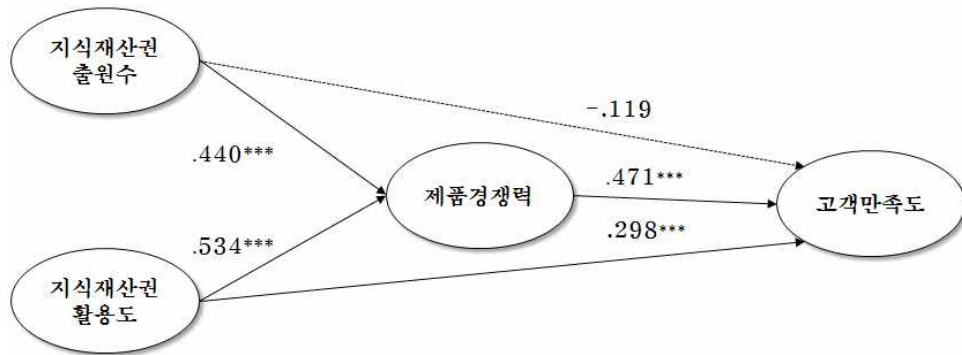 지식재산권
출원수
-.119
.440***
제품경쟁력
.471***
고객만족도
.534***
.298***
지식재산권
활용도